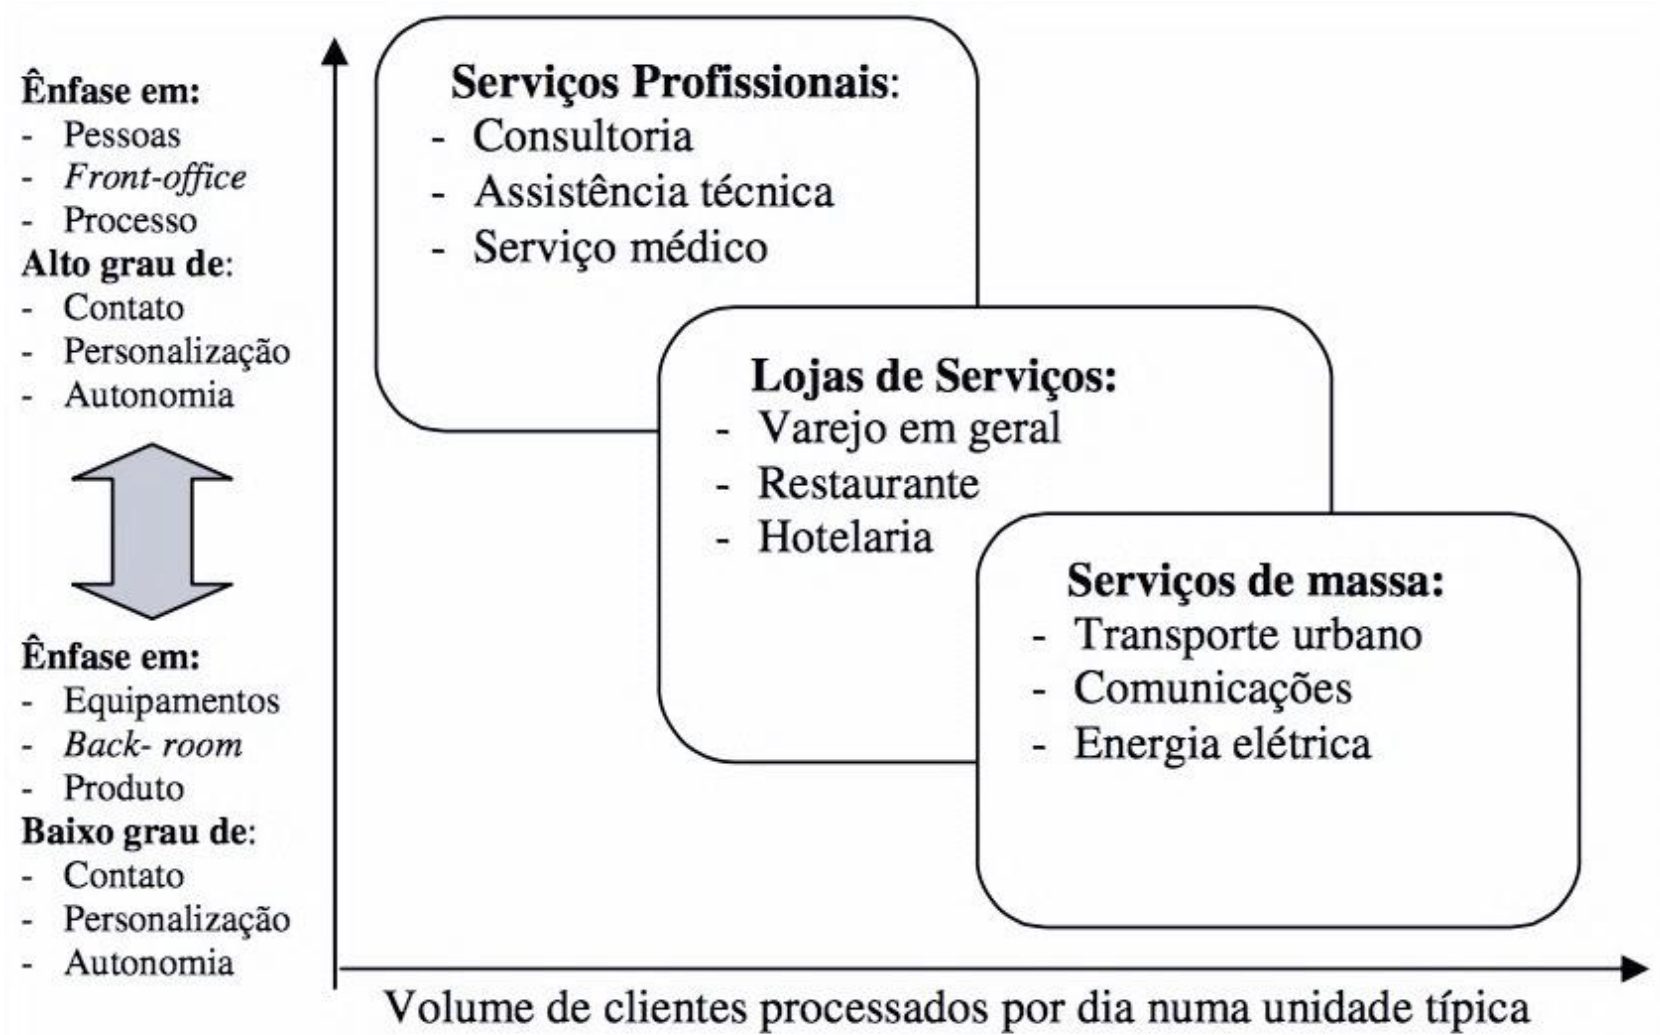 Ênfase em:
- Pessoas
- Front-office
- Processo
Alto grau de:
- Contato
- Personalização
- Autonomia
Ênfase em:
- Equipamentos
- Back- room
- Produto
Baixo grau de:
- Contato
- Personalização
- Autonomia
Serviços Profissionais:
- Consultoria
- Assistência técnica
- Serviço médico
Lojas de Serviços:
- Varejo em geral
- Restaurante
- Hotelaria
Serviços de massa:
- Transporte urbano
- Comunicações
- Energia elétrica
Volume de clientes processados por dia numa unidade típica